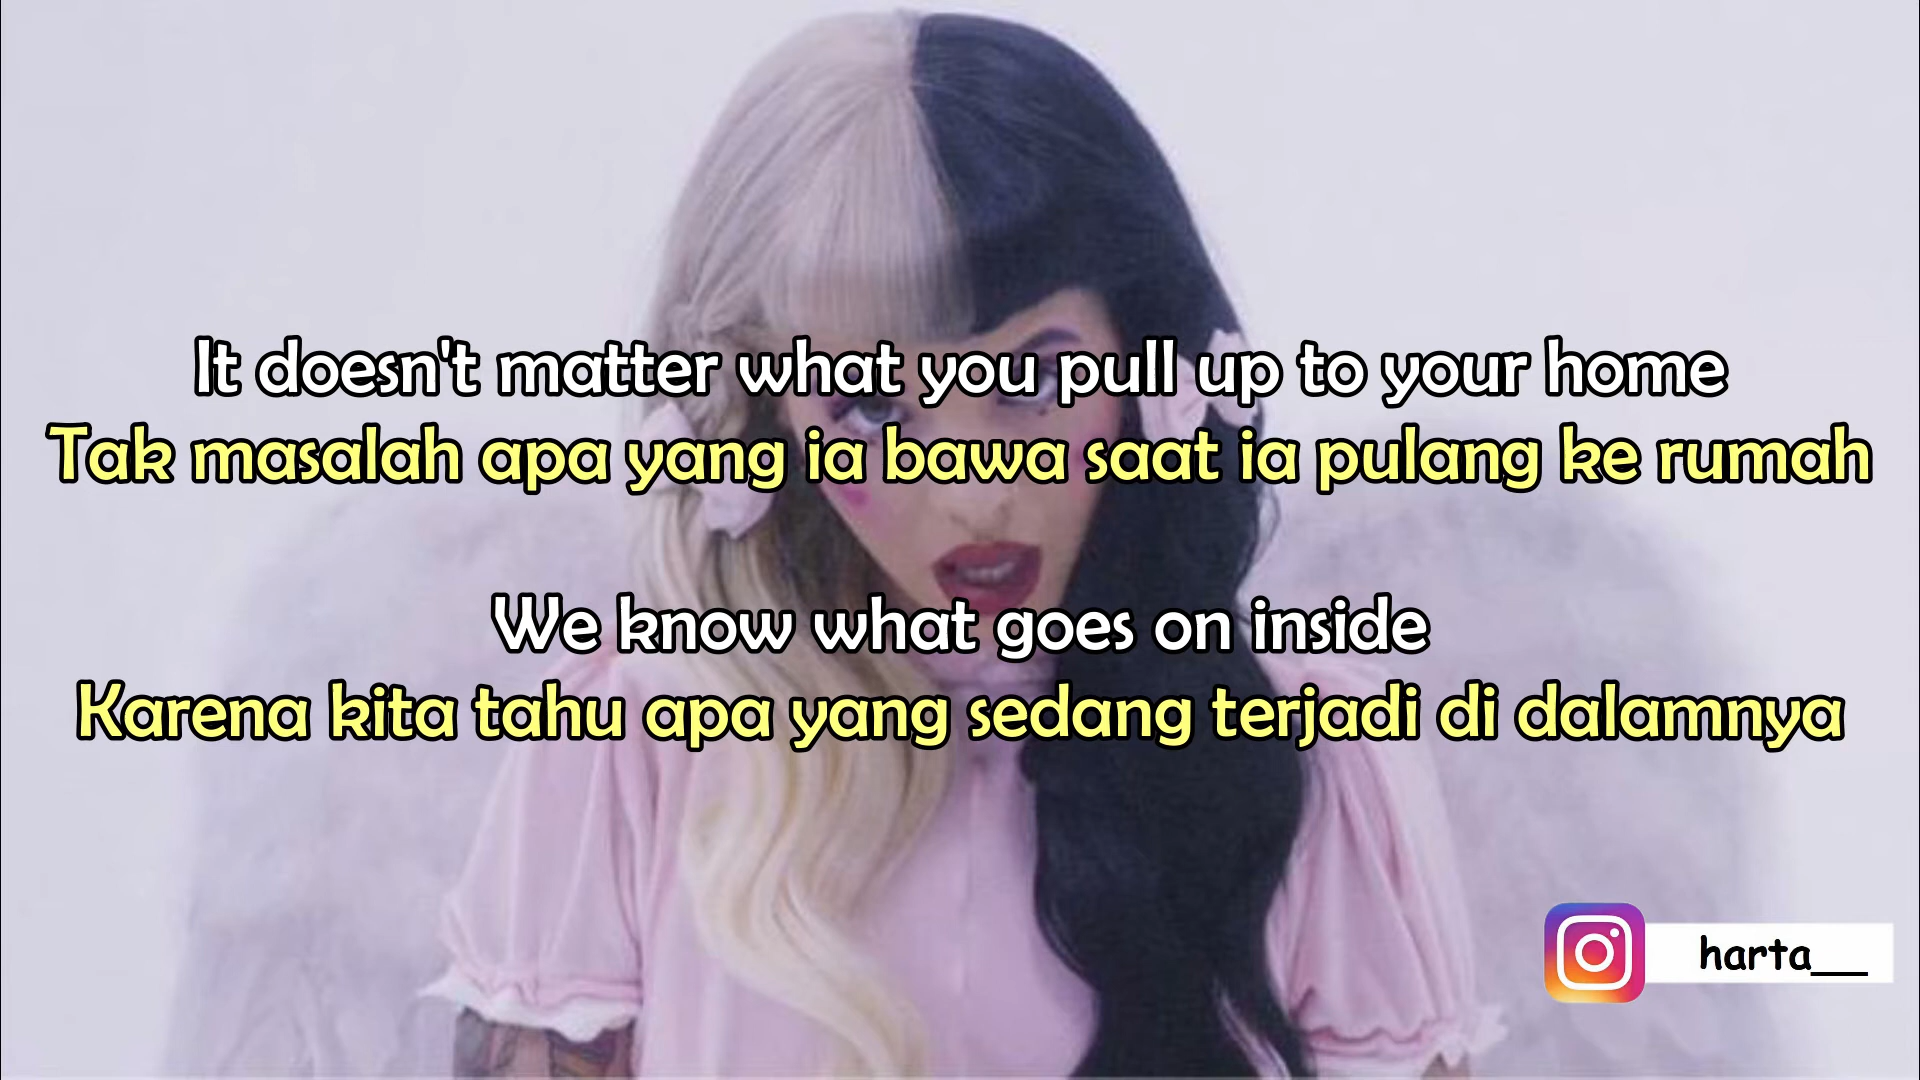 It doesn't matter what you pull up to your home
Tak masalah apa yang ia bawa saat ia pulang ke rumah
We know what goes on inside
Karena kita tahu apa yang sedang terjadi di dalamnya
harta__